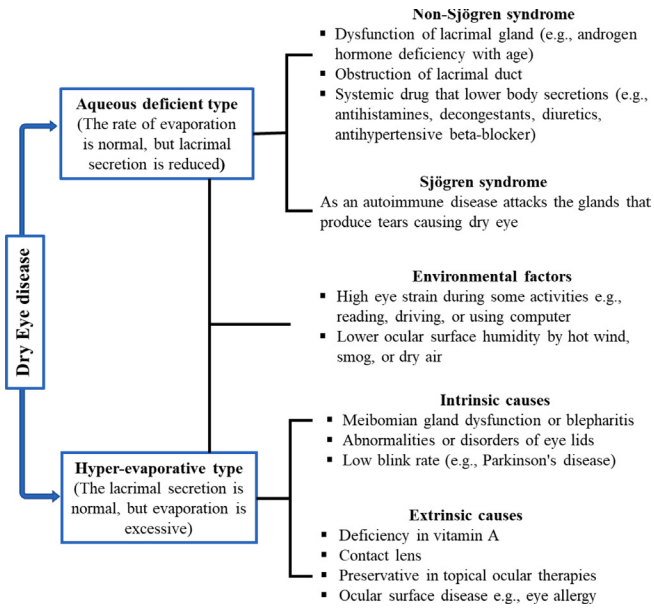 Dry Eye disease
Aqueous deficient type
(The rate of evaporation
is normal, but lacrimal
secretion is reduced)
Non-Sjögren syndrome
▪ Dysfunction of lacrimal gland (e.g., androgen
hormone deficiency with age)
▪ Obstruction of lacrimal duct
▪ Systemic drug that lower body secretions (e.g.,
antihistamines, decongestants, diuretics,
antihypertensive beta-blocker)
Sjögren syndrome
As an autoimmune disease attacks the glands that
produce tears causing dry eye
Environmental factors
▪ High eye strain during some activities e.g.,
reading, driving, or using computer
▪ Lower ocular surface humidity by hot wind,
smog, or dry air
Hyper-evaporative type
(The lacrimal secretion is
normal, but evaporation is
excessive)
Intrinsic causes
▪ Meibomian gland dysfunction or blepharitis
▪ Abnormalities or disorders of eye lids
▪ Low blink rate (e.g., Parkinson's disease)
Extrinsic causes
▪ Deficiency in vitamin A
▪ Contact lens
▪ Preservative in topical ocular therapies
▪ Ocular surface disease e.g., eye allergy